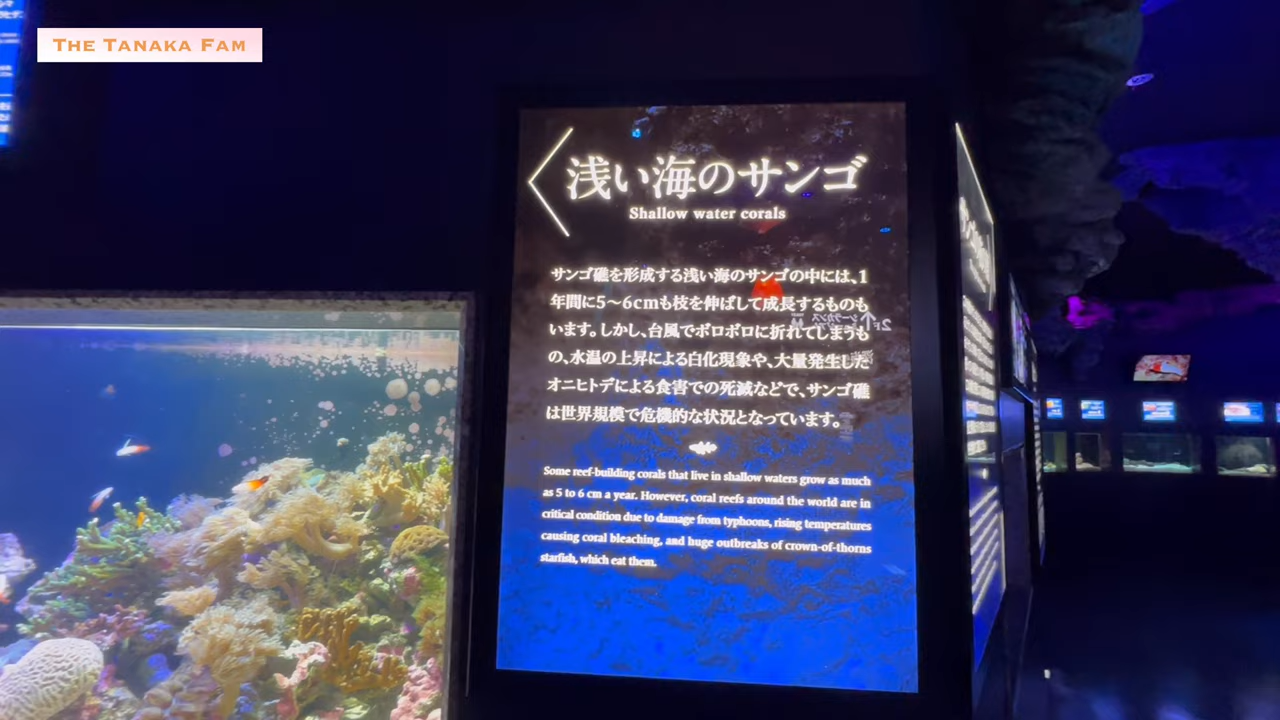 THE TANAKA FAM
浅い海のサンゴ
Shallow water corals
サンゴ礁を形成する浅い海のサンゴの中には、1
年間に5〜6cmも枝を伸ばして成長するものも
います。しかし、台風でボロボロに折れてしまうも
の、水温の上昇による白化現象や、大量発生した
オニヒトデによる食害での死滅などで、サンゴ礁
は世界規模で危機的な状況となっています。
Some reef-building corals that live in shallow waters grow as much
as 5 to 6 cm a year. However, coral reefs around the world are in
critical condition due to damage from typhoons, rising temperatures
causing coral bleaching, and huge outbreaks of crown-of-thorns
starfish, which eat them.